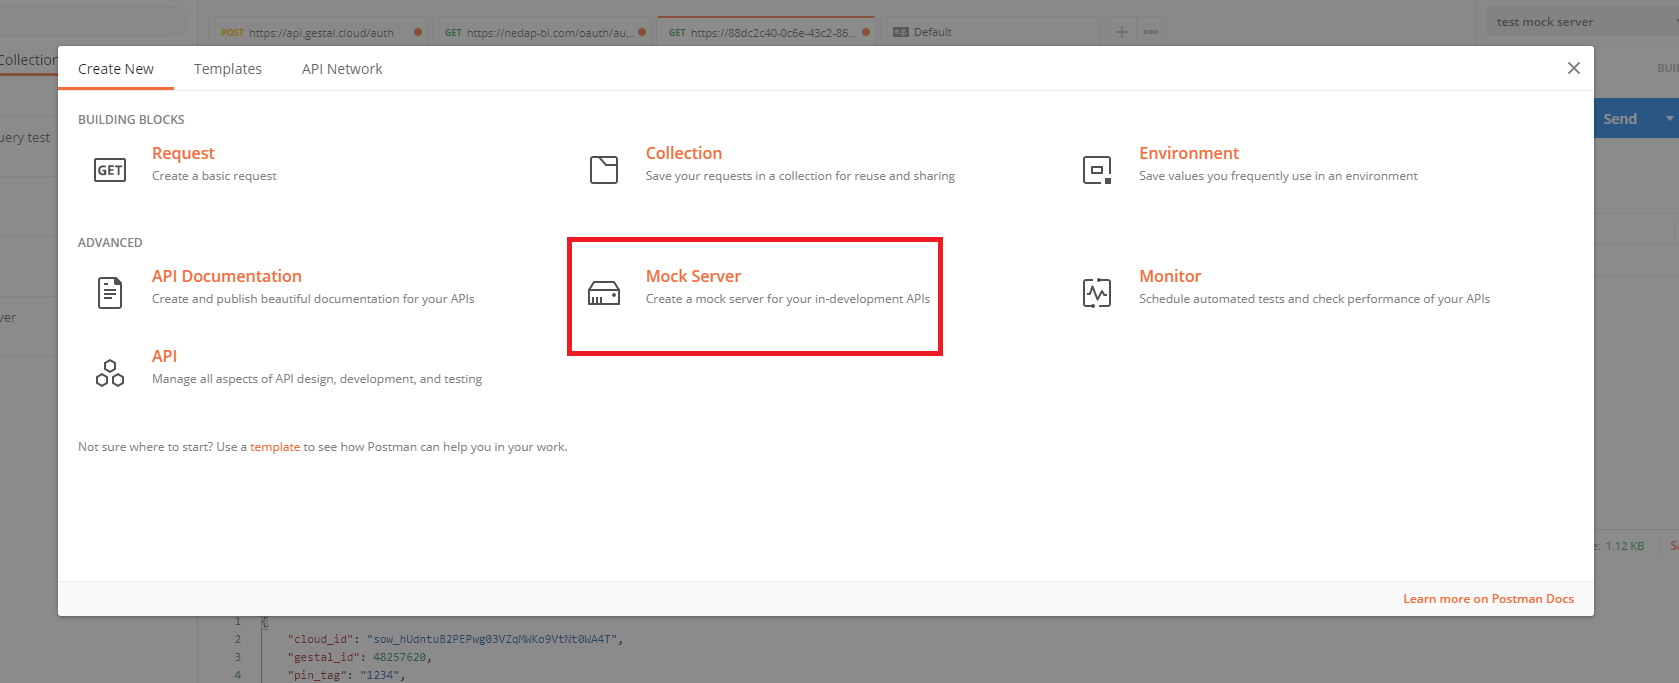 POST https://api.gestal.cloud/auth
GET https://nedap-bi.com/oauth/au...
GET https://88dc2c40-0c6e-43c2-86...
e.g. Default
test mock server
Collection
Create New
Templates
API Network
BUIL
Send
uery test
ver
BUILDING BLOCKS
GET
Request
Create a basic request
Collection
Save your requests in a collection for reuse and sharing
Environment
Save values you frequently use in an environment
ADVANCED
API Documentation
Create and publish beautiful documentation for your APIs
Mock Server
Create a mock server for your in-development APIs
Monitor
Schedule automated tests and check performance of your APIs
API
Manage all aspects of API design, development, and testing
Not sure where to start? Use a template to see how Postman can help you in your work.
e: 1.12 KB
Sa
Learn more on Postman Docs
1 {
2 "cloud_id": "sow_hUdntuB2PEPwg03VZqMWKo9VtNt0WA4T",
3 "gestal_id": 48257620,
4 "pin_tag": "1234",